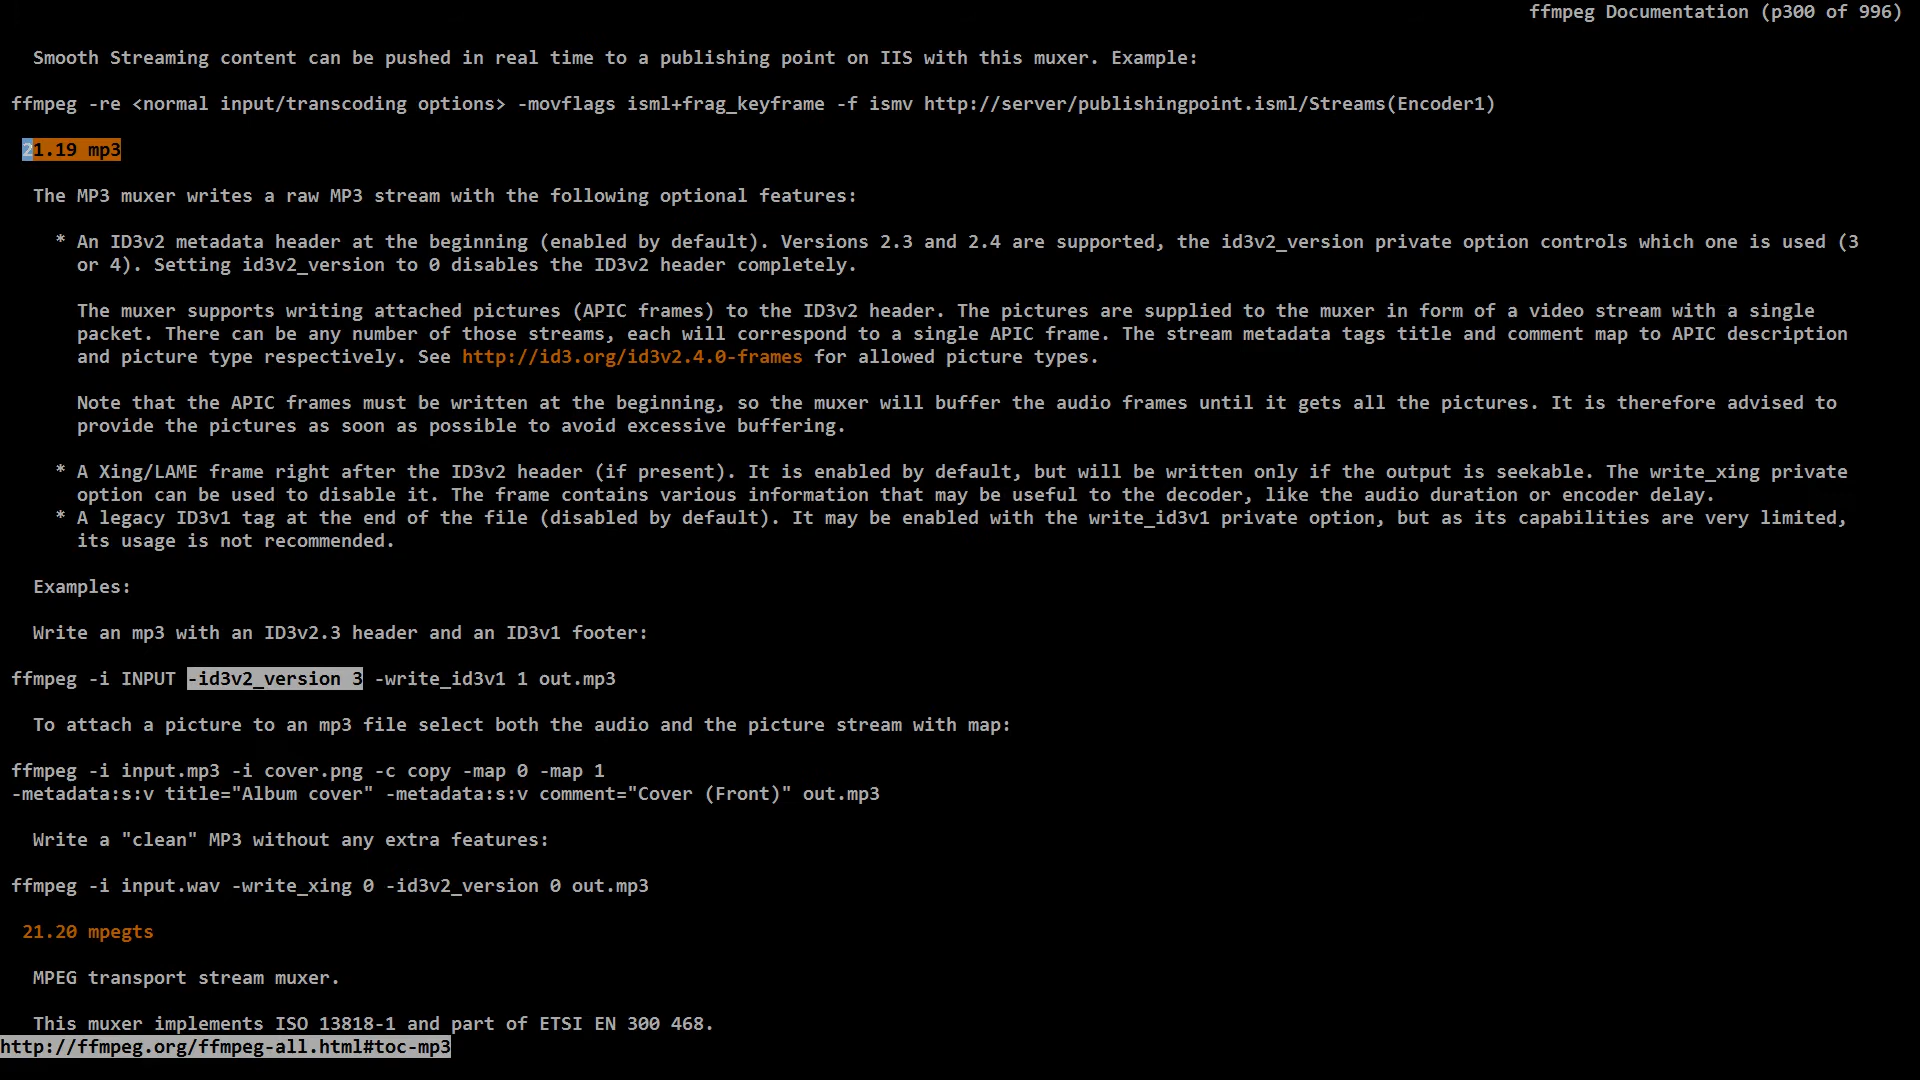 ffmpeg Documentation (p300 of 996)
Smooth Streaming content can be pushed in real time to a publishing point on IIS with this muxer. Example:
ffmpeg -re <normal input/transcoding options> -movflags isml+frag_keyframe -f ismv http://server/publishingpoint.isml/Streams(Encoder1)
21.19 mp3
The MP3 muxer writes a raw MP3 stream with the following optional features:
* An ID3v2 metadata header at the beginning (enabled by default). Versions 2.3 and 2.4 are supported, the id3v2_version private option controls which one is used (3
or 4). Setting id3v2_version to 0 disables the ID3v2 header completely.
The muxer supports writing attached pictures (APIC frames) to the ID3v2 header. The pictures are supplied to the muxer in form of a video stream with a single
packet. There can be any number of those streams, each will correspond to a single APIC frame. The stream metadata tags title and comment map to APIC description
and picture type respectively. See http://id3.org/id3v2.4.0-frames for allowed picture types.
Note that the APIC frames must be written at the beginning, so the muxer will buffer the audio frames until it gets all the pictures. It is therefore advised to
provide the pictures as soon as possible to avoid excessive buffering.
* A Xing/LAME frame right after the ID3v2 header (if present). It is enabled by default, but will be written only if the output is seekable. The write_xing private
option can be used to disable it. The frame contains various information that may be useful to the decoder, like the audio duration or encoder delay.
* A legacy ID3v1 tag at the end of the file (disabled by default). It may be enabled with the write_id3v1 private option, but as its capabilities are very limited,
its usage is not recommended.
Examples:
Write an mp3 with an ID3v2.3 header and an ID3v1 footer:
ffmpeg -i INPUT -id3v2_version 3 -write_id3v1 1 out.mp3
To attach a picture to an mp3 file select both the audio and the picture stream with map:
ffmpeg -i input.mp3 -i cover.png -c copy -map 0 -map 1
-metadata:s:v title="Album cover" -metadata:s:v comment="Cover (Front)" out.mp3
Write a "clean" MP3 without any extra features:
ffmpeg -i input.wav -write_xing 0 -id3v2_version 0 out.mp3
21.20 mpegts
MPEG transport stream muxer.
This muxer implements ISO 13818-1 and part of ETSI EN 300 468.
http://ffmpeg.org/ffmpeg-all.html#toc-mp3